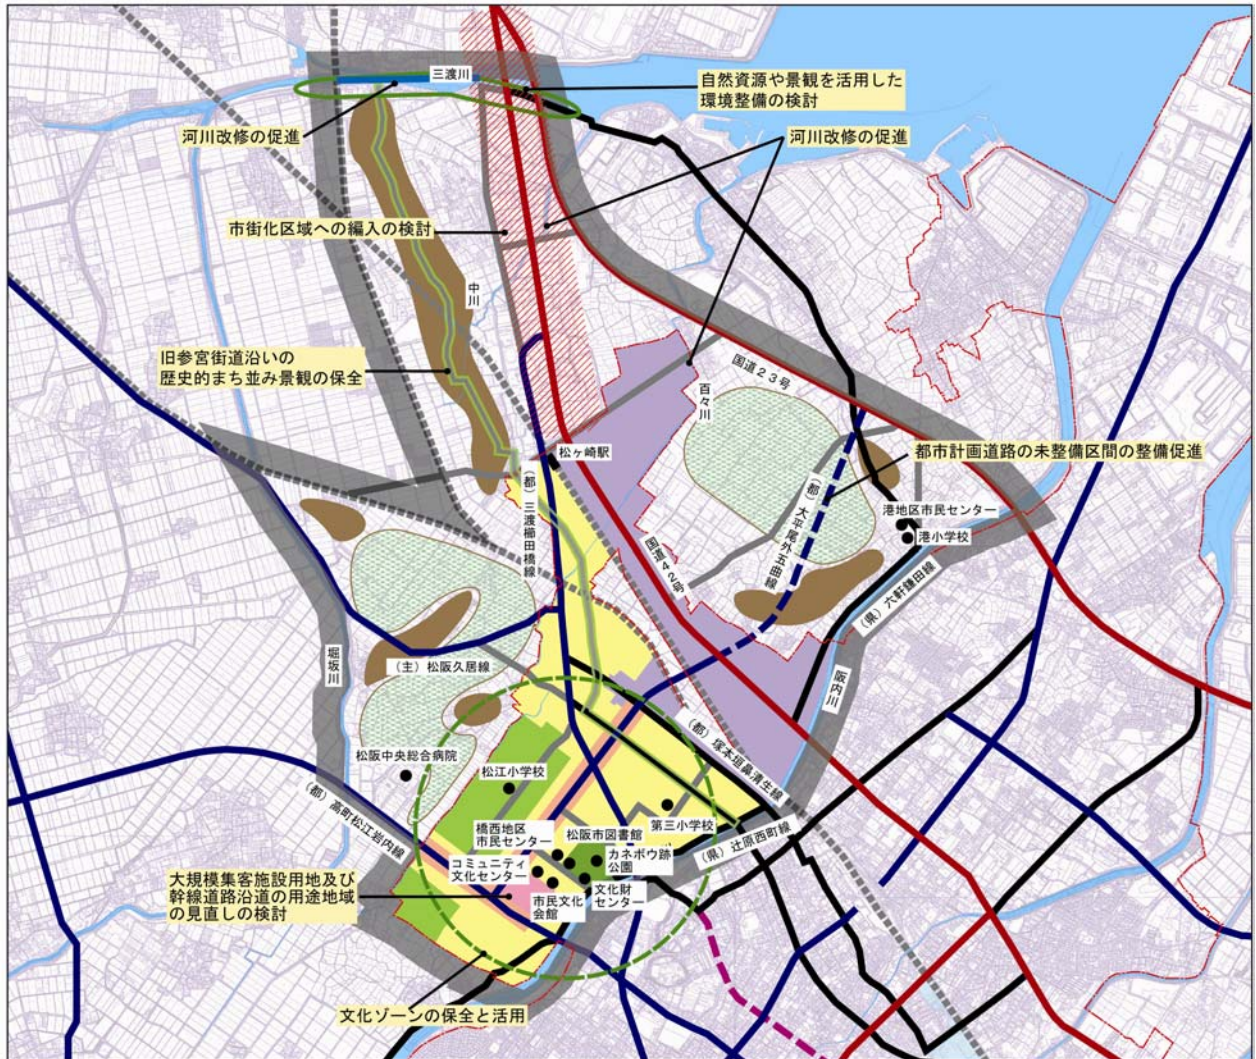 三渡川
自然資源や景観を活用した
環境整備の検討
河川改修の促進
河川改修の促進
市街化区域への編入の検討
中川
旧参宮街道沿いの
歴史的まち並み景観の保全
国道23号
百々川
松ヶ崎駅
都市計画道路の未整備区間の整備促進
(都)三渡櫛田橋線
(都)大平尾外五曲線
港地区市民センター
港小学校
国道42号
(県)六軒鎌田線
堀坂川
(主)松阪久居線
阪内川
松阪中央総合病院
松江小学校
(都)塚本垣鼻清生線
(都)高町松江岩内線
橋西地区
市民センター
松阪市図書館
第三小学校
コミュニティ
文化センター
カネボウ跡
公園
(県)辻原西町線
大規模集客施設用地及び
幹線道路沿道の用途地域
の見直しの検討
市民文化
会館
文化財
センター
文化ゾーンの保全と活用